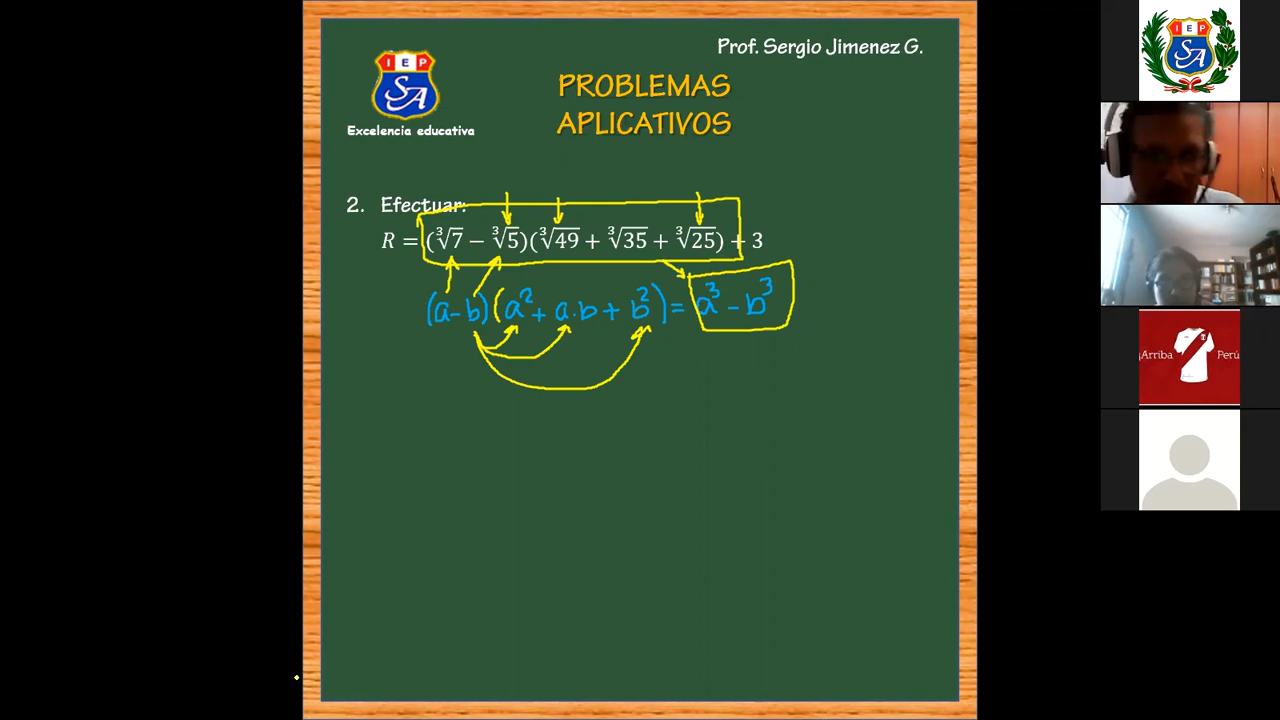 Prof. Sergio Jimenez G.
I E P
SA
Excelencia educativa
PROBLEMAS
APLICATIVOS
2. Efectuar:
R = (∛7 − ∛5)(∛49 + ∛35 + ∛25) + 3
(a-b)(a²+a.b+b²)=a³-b³
IEP
SA
¡Arriba Perú